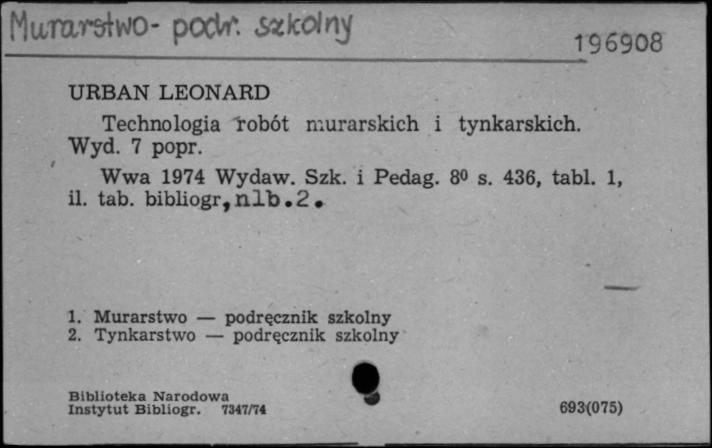 Murarstwo- podr. szkolny
196908
URBAN LEONARD
Technologia robót murarskich i tynkarskich.
Wyd. 7 popr.
Wwa 1974 Wydaw. Szk. i Pedag. 8⁰ s. 436, tabl. 1,
il. tab. bibliogr, nlb.2.
1. Murarstwo — podręcznik szkolny
2. Tynkarstwo — podręcznik szkolny
Biblioteka Narodowa
Instytut Bibliogr. 7347/74
693(075)